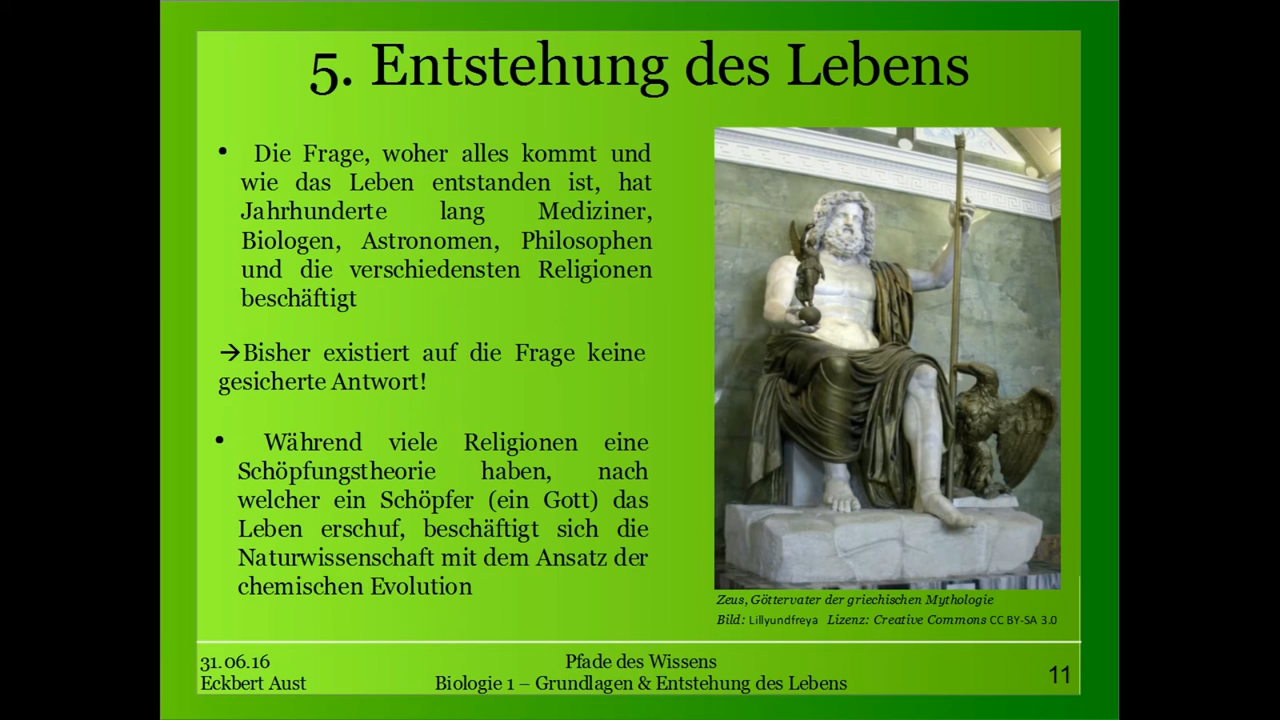 5. Entstehung des Lebens
• Die Frage, woher alles kommt und
wie das Leben entstanden ist, hat
Jahrhunderte lang Mediziner,
Biologen, Astronomen, Philosophen
und die verschiedensten Religionen
beschäftigt
→Bisher existiert auf die Frage keine
gesicherte Antwort!
• Während viele Religionen eine
Schöpfungstheorie haben, nach
welcher ein Schöpfer (ein Gott) das
Leben erschuf, beschäftigt sich die
Naturwissenschaft mit dem Ansatz der
chemischen Evolution
Zeus, Göttervater der griechischen Mythologie
Bild: Lillyundfreya Lizenz: Creative Commons CC BY-SA 3.0
31.06.16
Eckbert Aust
Pfade des Wissens
Biologie 1 – Grundlagen & Entstehung des Lebens
11